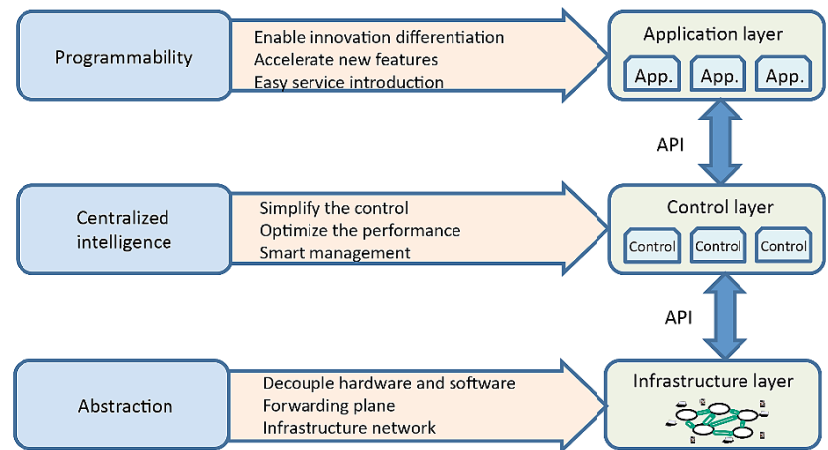 Programmability
Enable innovation differentiation
Accelerate new features
Easy service introduction
Application layer
App. App. App.
API
Centralized
intelligence
Simplify the control
Optimize the performance
Smart management
Control layer
Control Control Control
API
Abstraction
Decouple hardware and software
Forwarding plane
Infrastructure network
Infrastructure layer